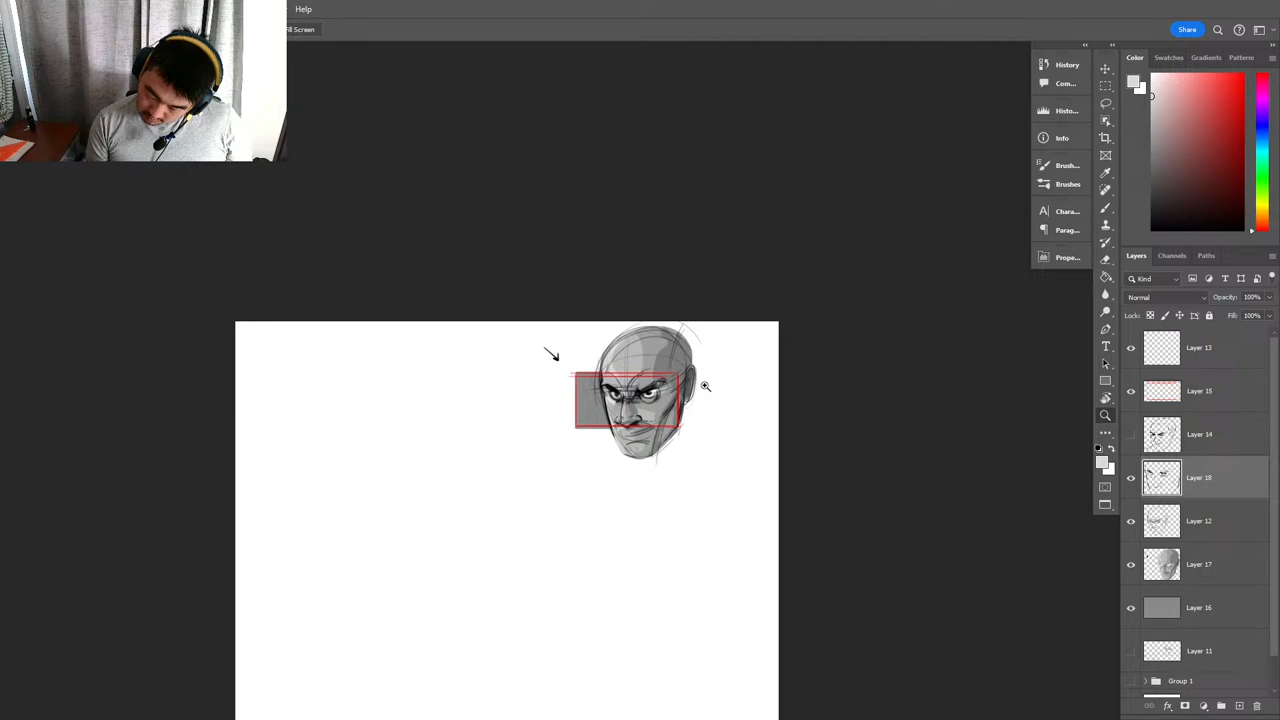 Help
ill Screen
Share
History
Com...
Histo...
Info
Brush...
Brushes
Chara...
Parag...
Prope...
Color
Swatches
Gradients
Pattern
Layers
Channels
Paths
Kind
Normal
Opacity: 100%
Lock:
Fill: 100%
Layer 13
Layer 15
Layer 14
Layer 18
Layer 12
Layer 17
Layer 16
Layer 11
Group 1